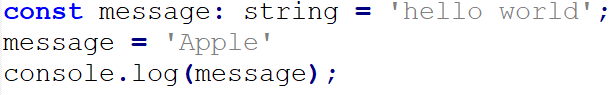 const message: string = 'hello world';
message = 'Apple'
console.log(message);